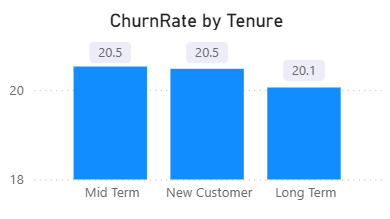 ChurnRate by Tenure
20.5
20.5
20.1
20
18
Mid Term
New Customer
Long Term